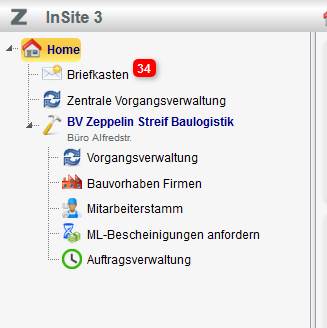 Z InSite 3
Home
Briefkasten 34
Zentrale Vorgangsverwaltung
BV Zeppelin Streif Baulogistik
Büro Alfredstr.
Vorgangsverwaltung
Bauvorhaben Firmen
Mitarbeiterstamm
ML-Bescheinigungen anfordern
Auftragsverwaltung